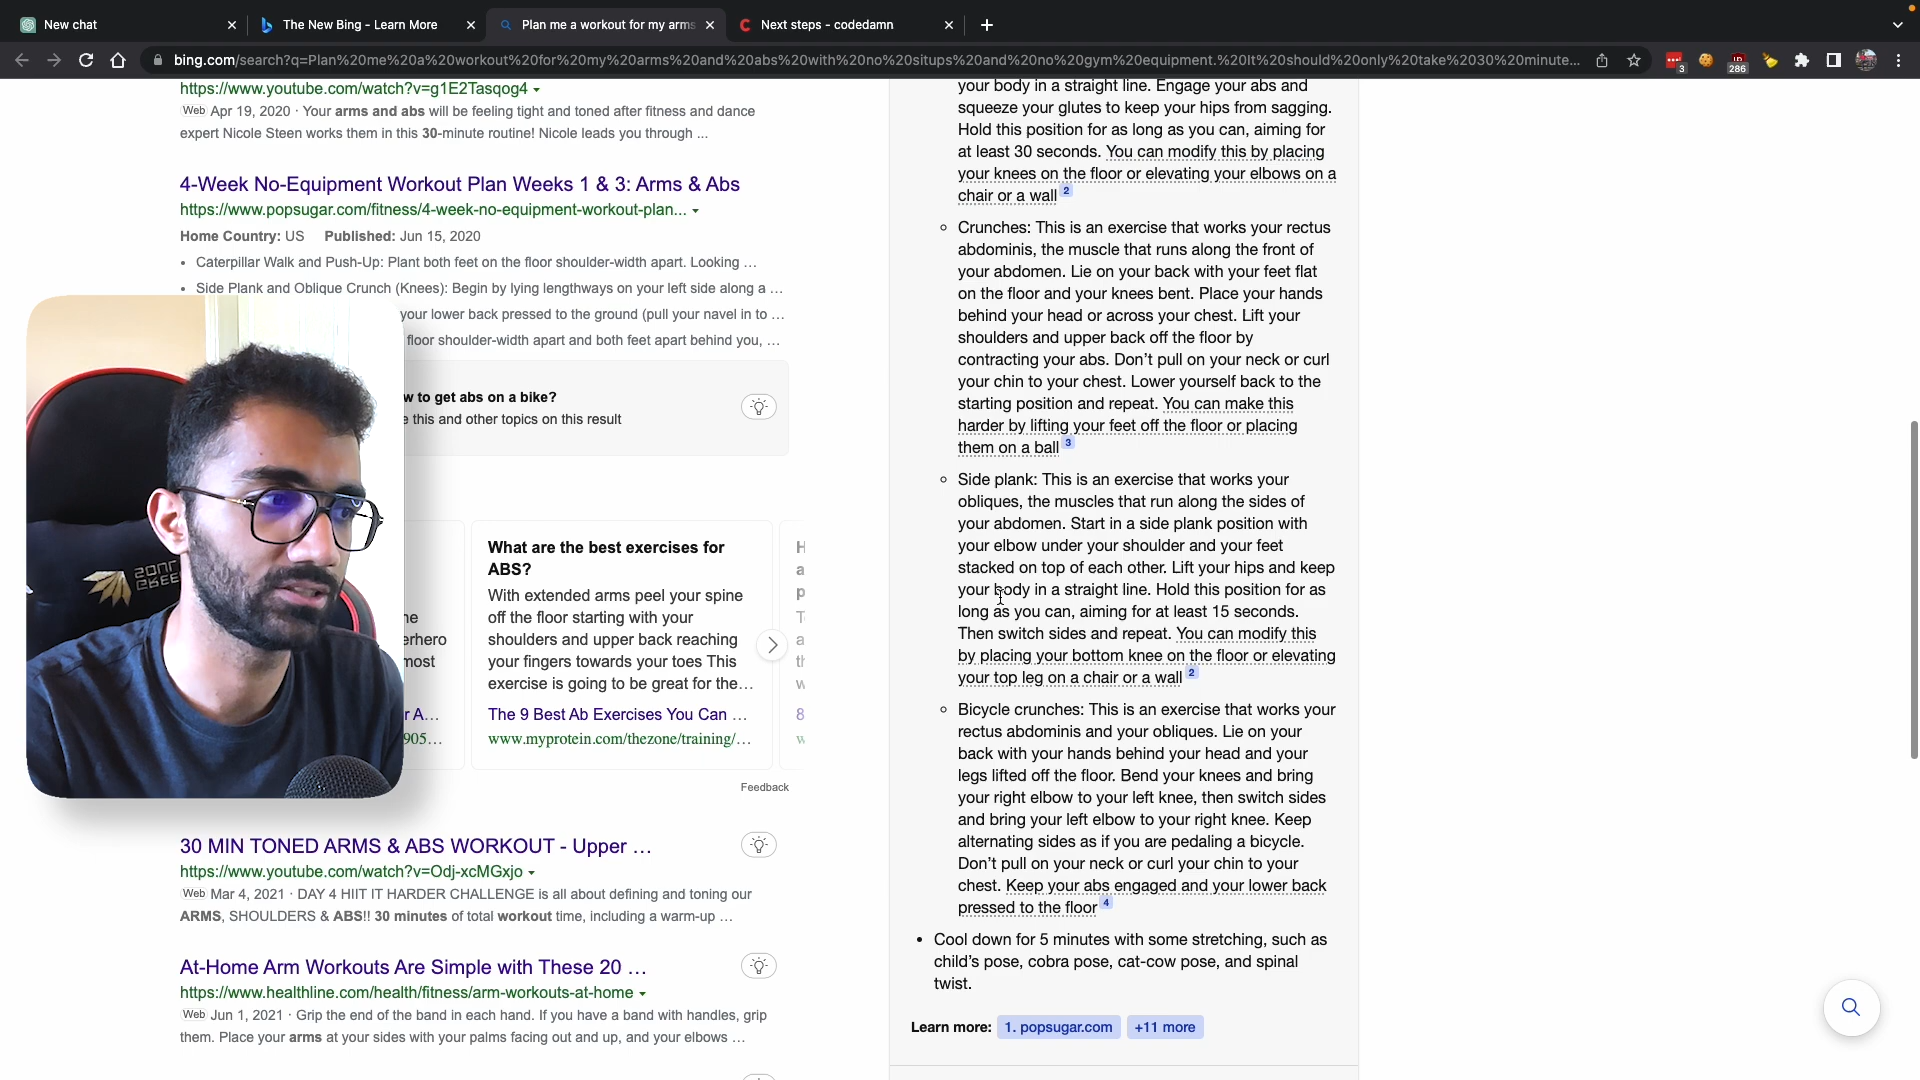 New chat
The New Bing - Learn More
Plan me a workout for my arms
Next steps - codedamn
bing.com/search?q=Plan%20me%20a%20workout%20for%20my%20arms%20and%20abs%20with%20no%20situps%20and%20no%20gym%20equipment.%20It%20should%20only%20take%2030%20minute...
3
286
https://www.youtube.com/watch?v=g1E2Tasqog4
Web Apr 19, 2020 · Your arms and abs will be feeling tight and toned after fitness and dance
expert Nicole Steen works them in this 30-minute routine! Nicole leads you through ...
4-Week No-Equipment Workout Plan Weeks 1 & 3: Arms & Abs
https://www.popsugar.com/fitness/4-week-no-equipment-workout-plan...
Home Country: US Published: Jun 15, 2020
• Caterpillar Walk and Push-Up: Plant both feet on the floor shoulder-width apart. Looking ...
• Side Plank and Oblique Crunch (Knees): Begin by lying lengthways on your left side along a ...
your lower back pressed to the ground (pull your navel in to ...
floor shoulder-width apart and both feet apart behind you, ...
w to get abs on a bike?
e this and other topics on this result
What are the best exercises for
ABS?
With extended arms peel your spine
off the floor starting with your
shoulders and upper back reaching
your fingers towards your toes This
exercise is going to be great for the...
The 9 Best Ab Exercises You Can ...
www.myprotein.com/thezone/training/...
he
erhero
most
r A...
905...
Feedback
30 MIN TONED ARMS & ABS WORKOUT - Upper ...
https://www.youtube.com/watch?v=Odj-xcMGxjo
Web Mar 4, 2021 · DAY 4 HIIT IT HARDER CHALLENGE is all about defining and toning our
ARMS, SHOULDERS & ABS!! 30 minutes of total workout time, including a warm-up ...
At-Home Arm Workouts Are Simple with These 20 ...
https://www.healthline.com/health/fitness/arm-workouts-at-home
Web Jun 1, 2021 · Grip the end of the band in each hand. If you have a band with handles, grip
them. Place your arms at your sides with your palms facing out and up, and your elbows ...
your body in a straight line. Engage your abs and
squeeze your glutes to keep your hips from sagging.
Hold this position for as long as you can, aiming for
at least 30 seconds. You can modify this by placing
your knees on the floor or elevating your elbows on a
chair or a wall 2
Crunches: This is an exercise that works your rectus
abdominis, the muscle that runs along the front of
your abdomen. Lie on your back with your feet flat
on the floor and your knees bent. Place your hands
behind your head or across your chest. Lift your
shoulders and upper back off the floor by
contracting your abs. Don't pull on your neck or curl
your chin to your chest. Lower yourself back to the
starting position and repeat. You can make this
harder by lifting your feet off the floor or placing
them on a ball 3
Side plank: This is an exercise that works your
obliques, the muscles that run along the sides of
your abdomen. Start in a side plank position with
your elbow under your shoulder and your feet
stacked on top of each other. Lift your hips and keep
your body in a straight line. Hold this position for as
long as you can, aiming for at least 15 seconds.
Then switch sides and repeat. You can modify this
by placing your bottom knee on the floor or elevating
your top leg on a chair or a wall 2
Bicycle crunches: This is an exercise that works your
rectus abdominis and your obliques. Lie on your
back with your hands behind your head and your
legs lifted off the floor. Bend your knees and bring
your right elbow to your left knee, then switch sides
and bring your left elbow to your right knee. Keep
alternating sides as if you are pedaling a bicycle.
Don't pull on your neck or curl your chin to your
chest. Keep your abs engaged and your lower back
pressed to the floor 4
• Cool down for 5 minutes with some stretching, such as
child's pose, cobra pose, cat-cow pose, and spinal
twist.
Learn more: 1. popsugar.com +11 more